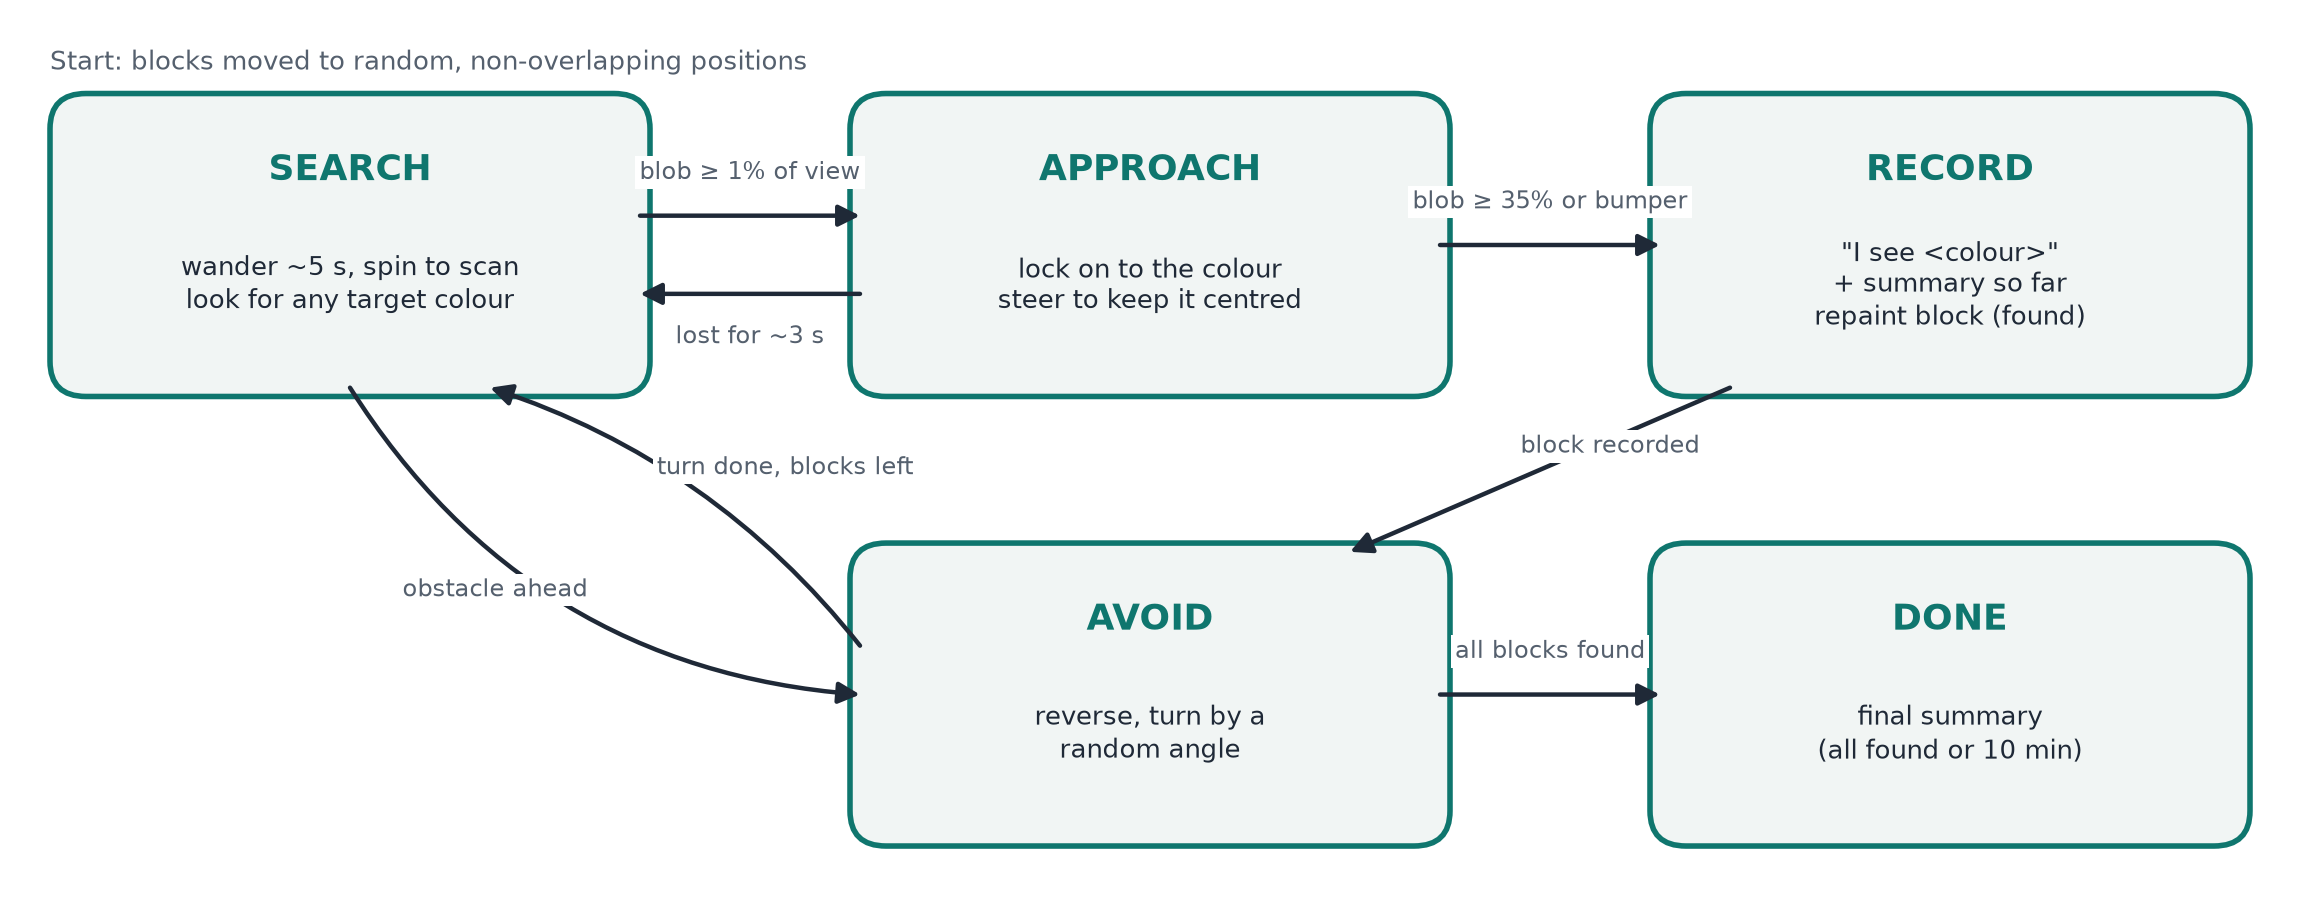 Start: blocks moved to random, non-overlapping positions
SEARCH
wander ~5 s, spin to scan
look for any target colour
blob ≥ 1% of view
lost for ~3 s
APPROACH
lock on to the colour
steer to keep it centred
blob ≥ 35% or bumper
RECORD
"I see <colour>"
+ summary so far
repaint block (found)
block recorded
turn done, blocks left
obstacle ahead
AVOID
reverse, turn by a
random angle
all blocks found
DONE
final summary
(all found or 10 min)